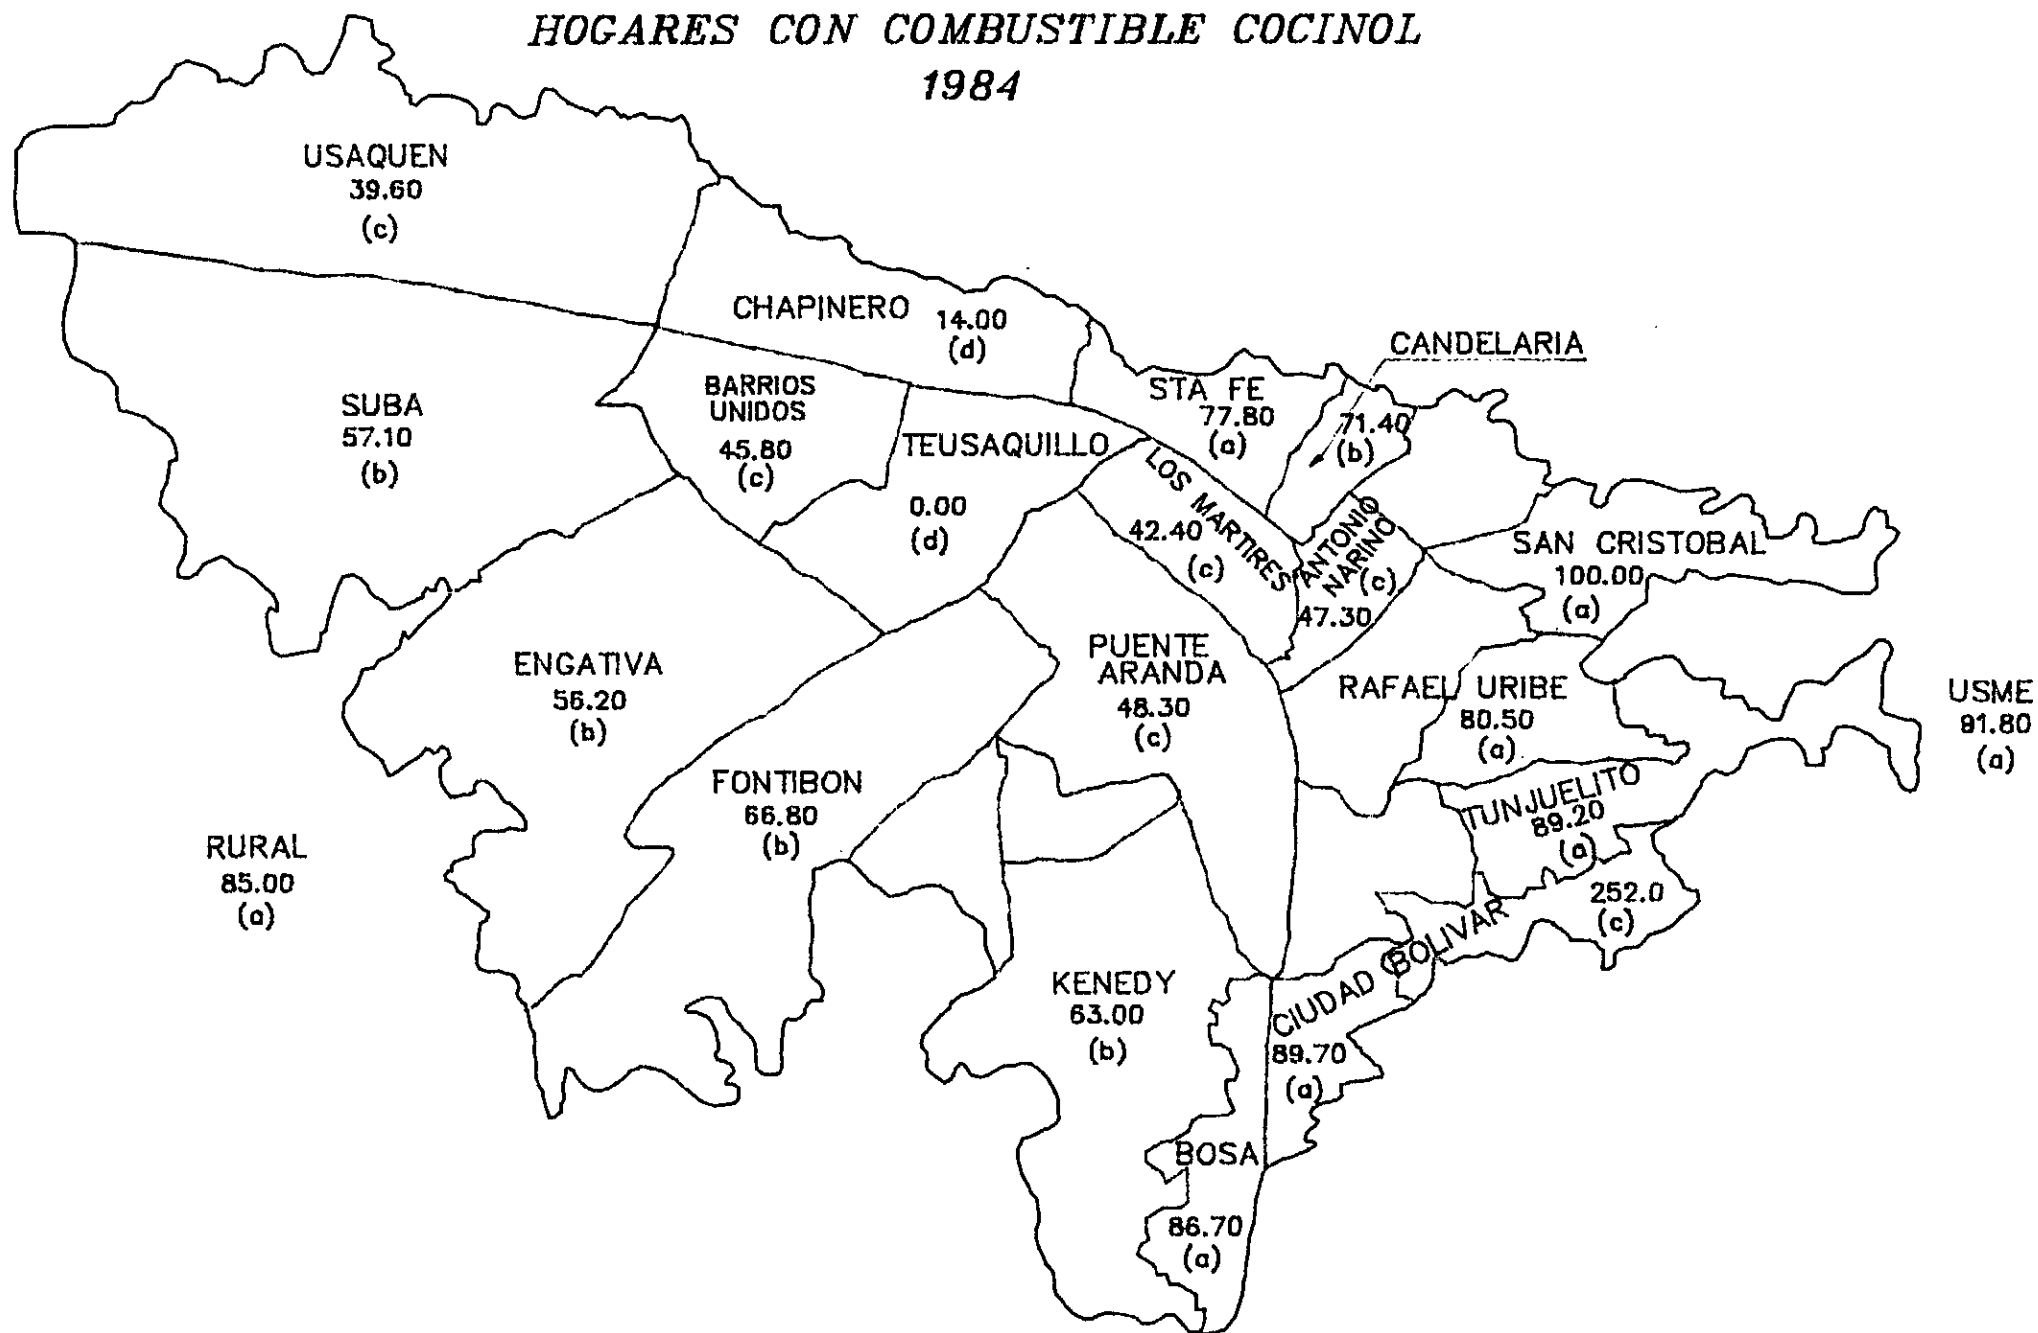 HOGARES CON COMBUSTIBLE COCINOL
1984
USAQUEN
39.60
(c)
CHAPINERO
14.00
(d)
CANDELARIA
71.40
(b)
STA FE
77.80
(a)
SUBA
57.10
(b)
BARRIOS
UNIDOS
45.80
(c)
TEUSAQUILLO
0.00
(d)
LOS MARTIRES
42.40
(c)
ANTONIO
NARINO
(c)
47.30
SAN CRISTOBAL
100.00
(a)
ENGATIVA
56.20
(b)
PUENTE
ARANDA
48.30
(c)
RAFAEL URIBE
80.50
(a)
USME
91.80
(a)
FONTIBON
66.80
(b)
TUNJUELITO
89.20
(a)
RURAL
85.00
(a)
252.0
(c)
KENEDY
63.00
(b)
CIUDAD BOLIVAR
89.70
(a)
BOSA
86.70
(a)